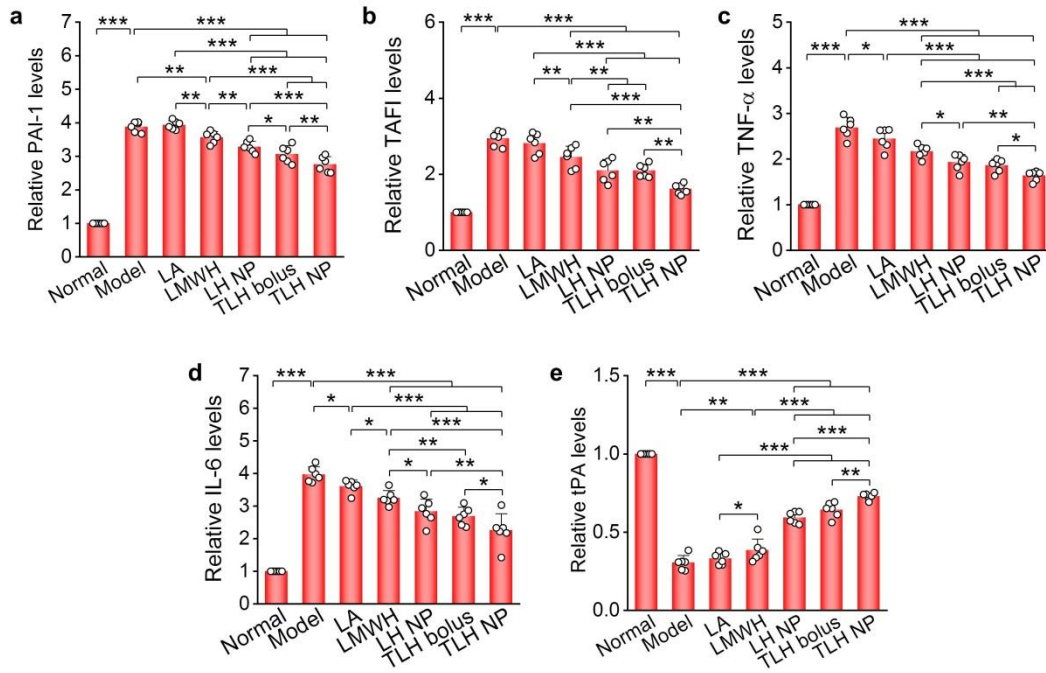 a
Relative PAI-1 levels
7
6
5
4
3
2
1
0
*** ***
***
** ***
** ** ***
* **
Normal
Model
LA
LMWH
LH NP
TLH bolus
TLH NP
b
Relative TAFI levels
6
4
2
0
*** ***
***
** **
***
**
**
Normal
Model
LA
LMWH
LH NP
TLH bolus
TLH NP
c
Relative TNF-α levels
5
4
3
2
1
0
***
*** * ***
***
* **
*
Normal
Model
LA
LMWH
LH NP
TLH bolus
TLH NP
d
Relative IL-6 levels
7
6
5
4
3
2
1
0
*** ***
* ***
* ***
**
* **
*
Normal
Model
LA
LMWH
LH NP
TLH bolus
TLH NP
e
Relative tPA levels
1.5
1.0
0.5
0.0
*** ***
** ***
***
***
**
*
Normal
Model
LA
LMWH
LH NP
TLH bolus
TLH NP